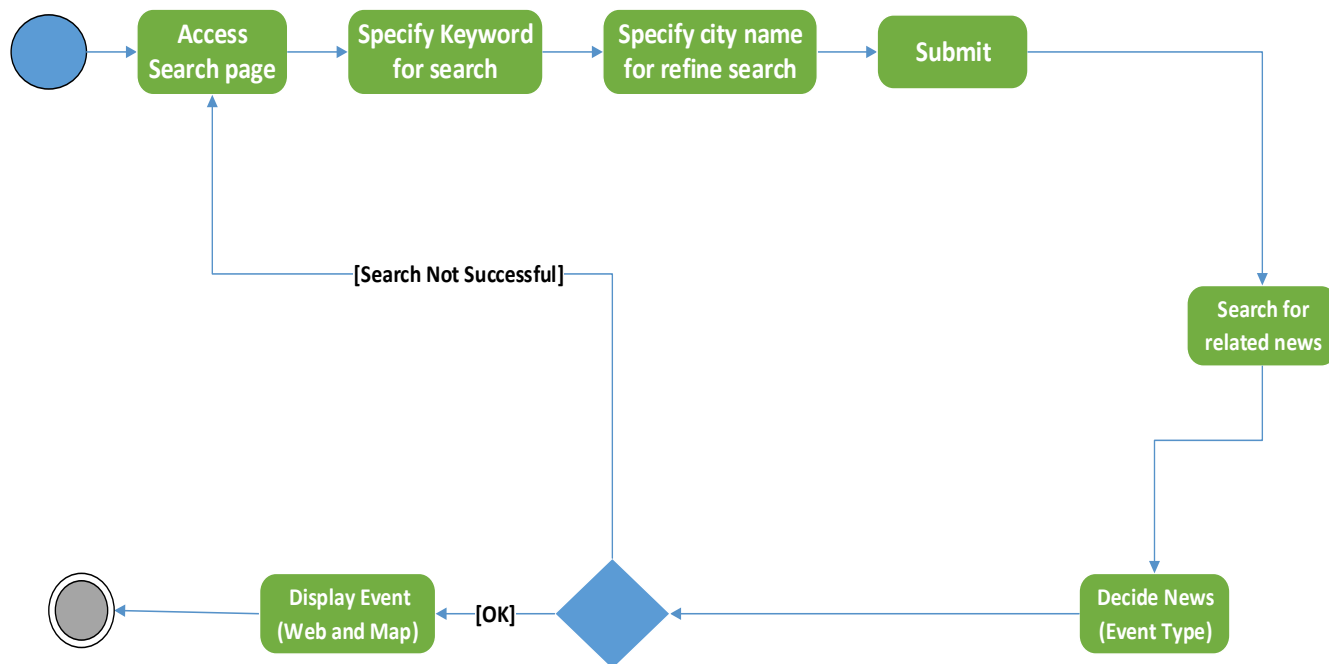 Access
Search page
Specify Keyword
for search
Specify city name
for refine search
Submit
[Search Not Successful]
Search for
related news
Display Event
(Web and Map)
[OK]
Decide News
(Event Type)